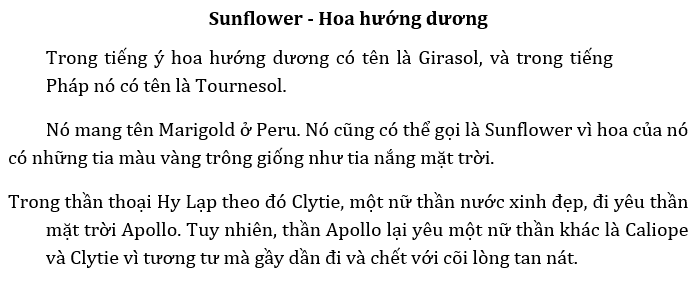 Sunflower - Hoa hướng dương
Trong tiếng ý hoa hướng dương có tên là Girasol, và trong tiếng
Pháp nó có tên là Tournesol.
Nó mang tên Marigold ở Peru. Nó cũng có thể gọi là Sunflower vì hoa của nó
có những tia màu vàng trông giống như tia nắng mặt trời.
Trong thần thoại Hy Lạp theo đó Clytie, một nữ thần nước xinh đẹp, đi yêu thần
mặt trời Apollo. Tuy nhiên, thần Apollo lại yêu một nữ thần khác là Caliope
và Clytie vì tương tư mà gầy dần đi và chết với cõi lòng tan nát.